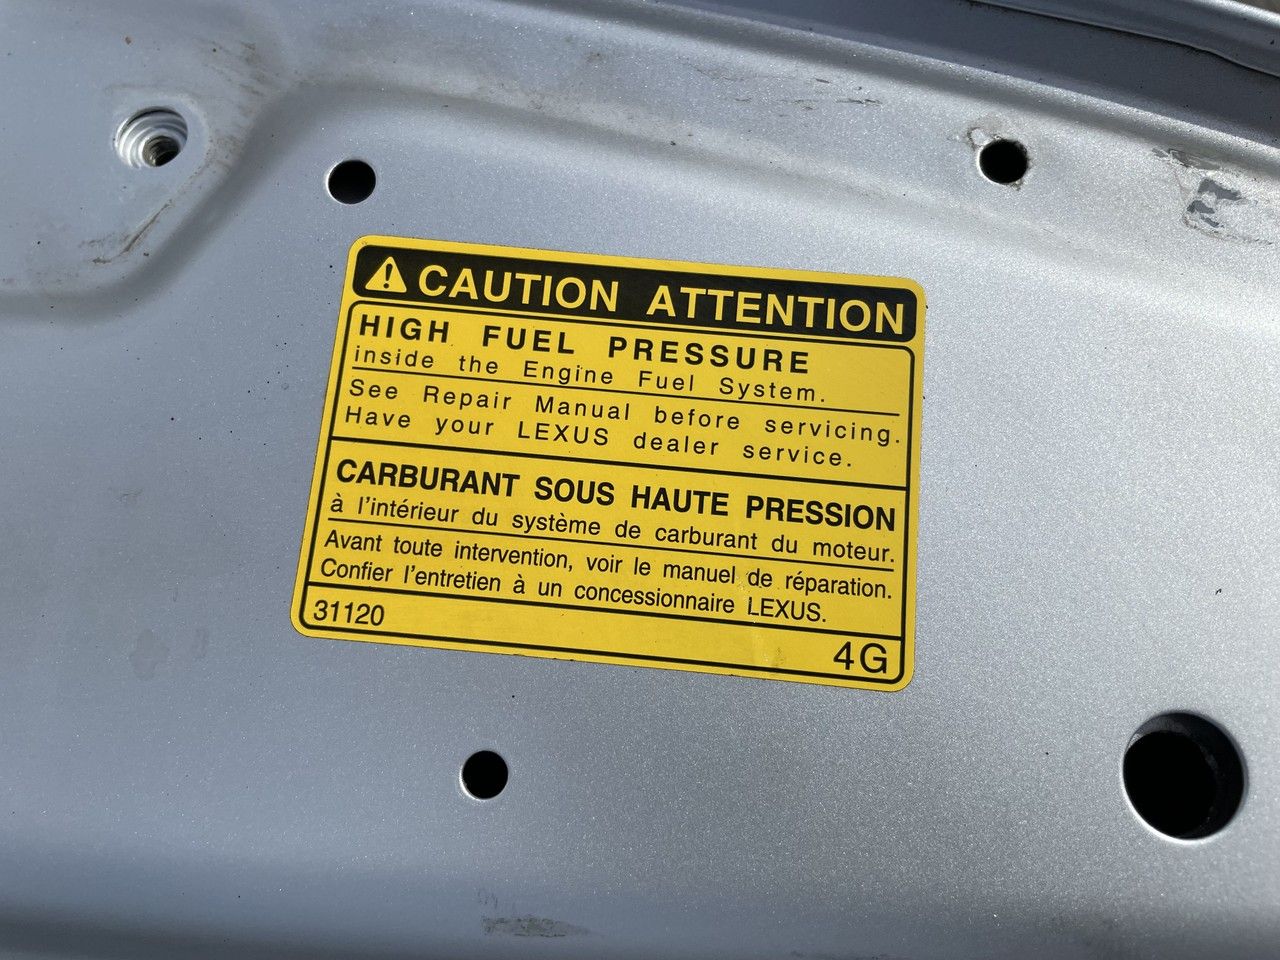 CAUTION ATTENTION
HIGH FUEL PRESSURE
inside the Engine Fuel System.
See Repair Manual before servicing.
Have your LEXUS dealer service.
CARBURANT SOUS HAUTE PRESSION
à l'intérieur du système de carburant du moteur.
Avant toute intervention, voir le manuel de réparation.
Confier l'entretien à un concessionnaire LEXUS.
31120
4G